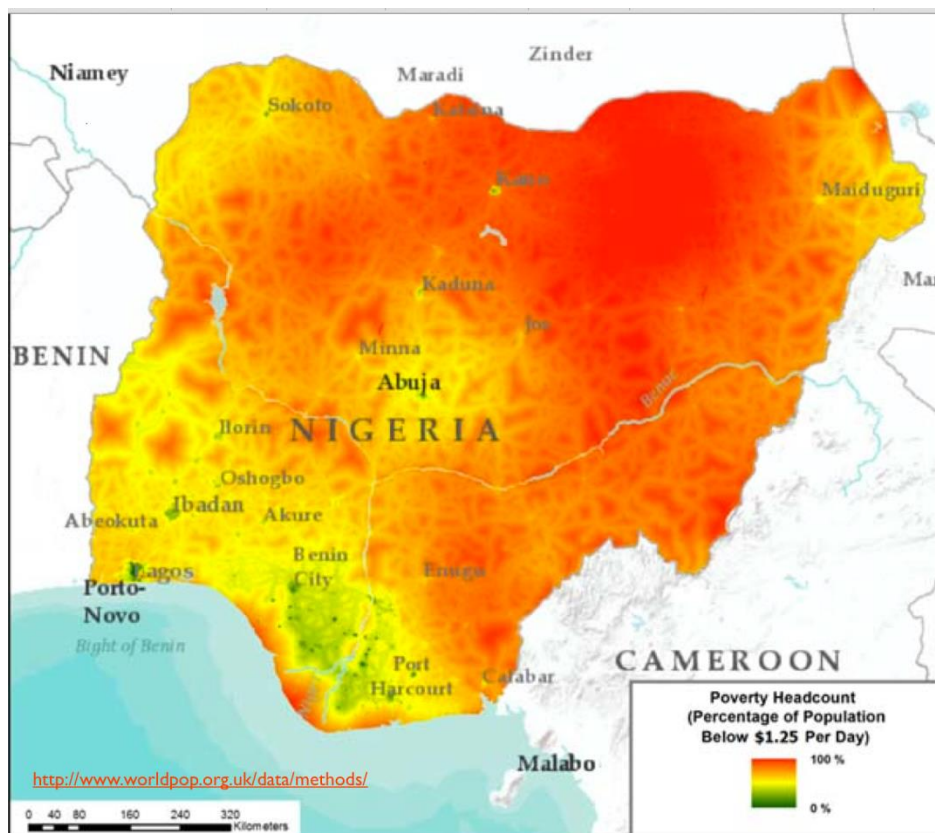 Zinder
Niamey
Maradi
Sokoto
Katsina
Kano
Maiduguri
Kaduna
Jos
BENIN
Minna
Abuja
Benue
NIGERIA
Ilorin
Oshogbo
Ibadan
Abeokuta
Akure
Benin
City
Lagos
Enugu
Porto-
Novo
Bight of Benin
Port
Harcourt
Calabar
CAMEROON
Malabo
Poverty Headcount
(Percentage of Population
Below $1.25 Per Day)
100 %
0 %
http://www.worldpop.org.uk/data/methods/
0 40 80 160 240 320
Kilometers
Mar